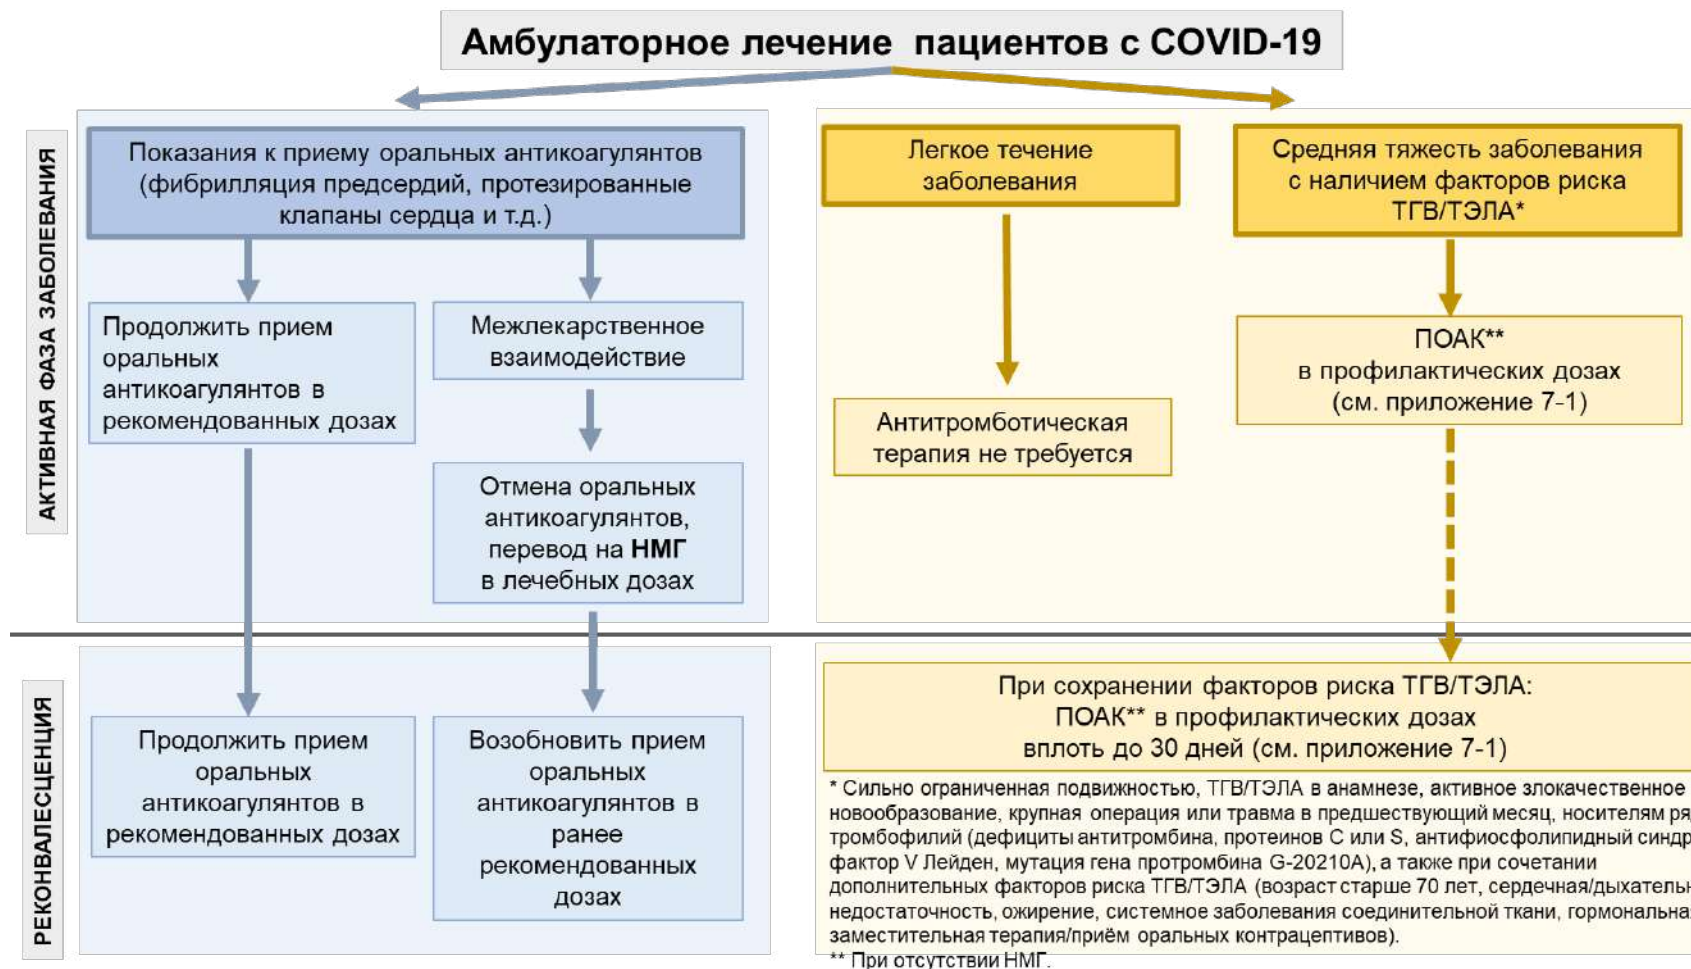 Амбулаторное лечение пациентов с COVID-19
АКТИВНАЯ ФАЗА ЗАБОЛЕВАНИЯ
Показания к приему оральных антикоагулянтов
(фибрилляция предсердий, протезированные
клапаны сердца и т.д.)
Продолжить прием
оральных
антикоагулянтов в
рекомендованных дозах
Межлекарственное
взаимодействие
Отмена оральных
антикоагулянтов,
перевод на НМГ
в лечебных дозах
Легкое течение
заболевания
Антитромботическая
терапия не требуется
Средняя тяжесть заболевания
с наличием факторов риска
ТГВ/ТЭЛА*
ПОАК**
в профилактических дозах
(см. приложение 7-1)
РЕКОНВАЛЕСЦЕНЦИЯ
Продолжить прием
оральных
антикоагулянтов в
рекомендованных дозах
Возобновить прием
оральных
антикоагулянтов в
ранее
рекомендованных
дозах
При сохранении факторов риска ТГВ/ТЭЛА:
ПОАК** в профилактических дозах
вплоть до 30 дней (см. приложение 7-1)
* Сильно ограниченная подвижностью, ТГВ/ТЭЛА в анамнезе, активное злокачественное
новообразование, крупная операция или травма в предшествующий месяц, носителям ря
тромбофилий (дефициты антитромбина, протеинов С или S, антифиосфолипидный синдр
фактор V Лейден, мутация гена протромбина G-20210A), а также при сочетании
дополнительных факторов риска ТГВ/ТЭЛА (возраст старше 70 лет, сердечная/дыхательн
недостаточность, ожирение, системное заболевания соединительной ткани, гормональная
заместительная терапия/приём оральных контрацептивов).
** При отсутствии НМГ.